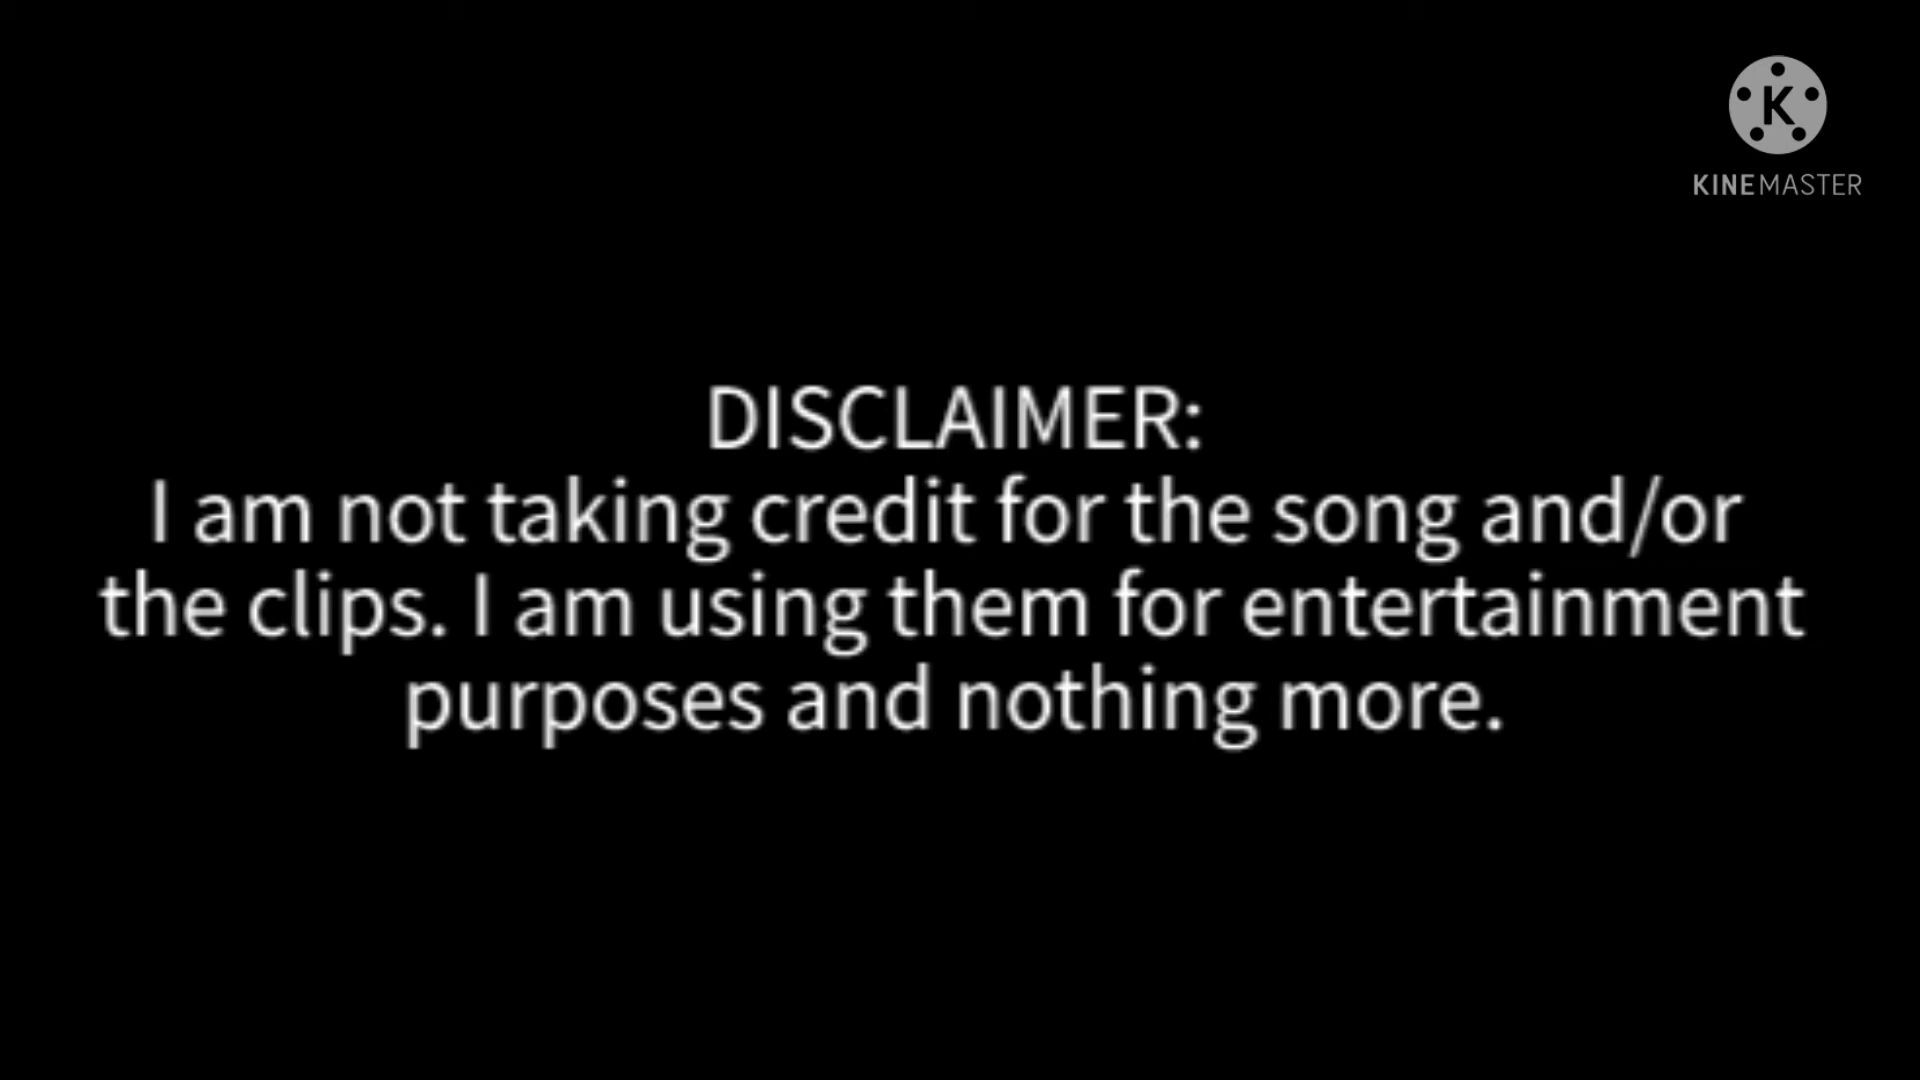 K
KINEMASTER
DISCLAIMER:
I am not taking credit for the song and/or
the clips. I am using them for entertainment
purposes and nothing more.